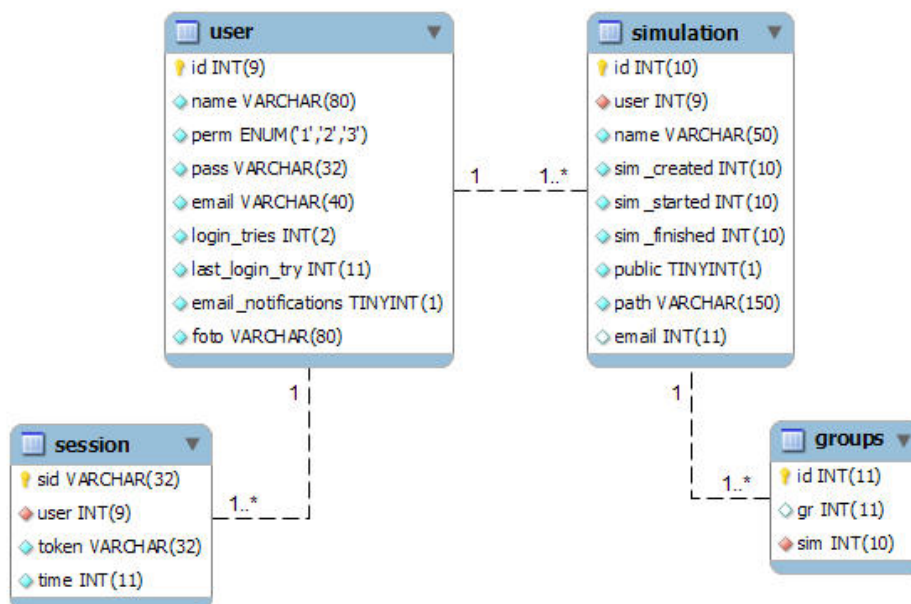 user
id INT(9)
name VARCHAR(80)
perm ENUM('1','2','3')
pass VARCHAR(32)
email VARCHAR(40)
login_tries INT(2)
last_login_try INT(11)
email_notifications TINYINT(1)
foto VARCHAR(80)
1
1..*
simulation
id INT(10)
user INT(9)
name VARCHAR(50)
sim_created INT(10)
sim_started INT(10)
sim_finished INT(10)
public TINYINT(1)
path VARCHAR(150)
email INT(11)
1
1..*
session
sid VARCHAR(32)
user INT(9)
token VARCHAR(32)
time INT(11)
1
1..*
groups
id INT(11)
gr INT(11)
sim INT(10)